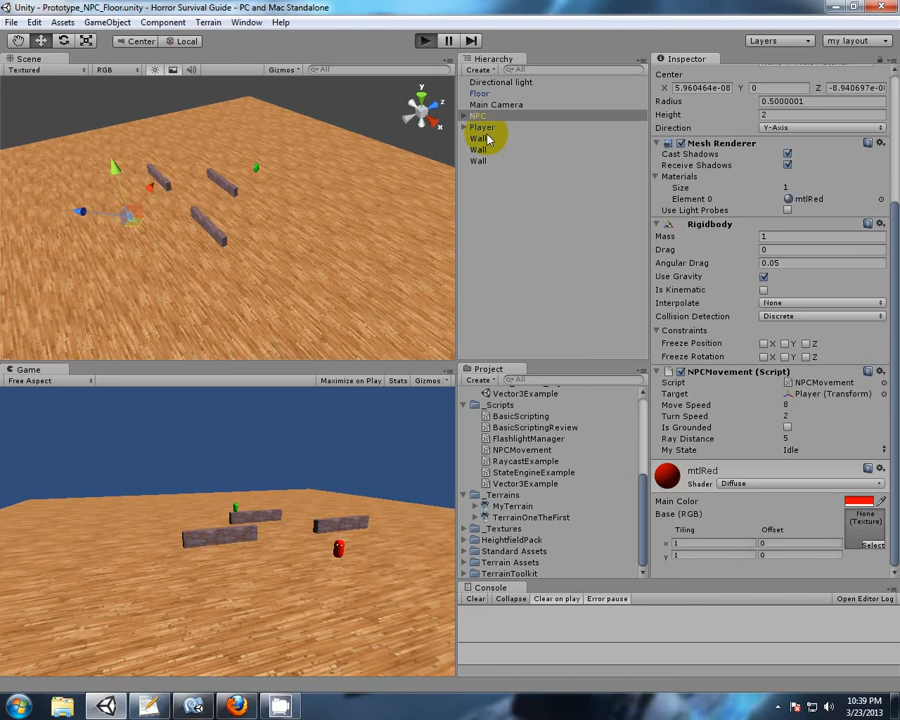 Unity - Prototype_NPC_Floor.unity - Horror Survival Guide - PC and Mac Standalone
File Edit Assets GameObject Component Terrain Window Help
Center Local Layers my layout
Scene
Textured RGB Gizmos All
y
x
z
Hierarchy
Create All
Directional light
Floor
Main Camera
NPC
Player
Wall
Wall
Wall
Inspector
Center
X 5.960464e-08 Y 0 Z -8.940697e-08
Radius 0.5000001
Height 2
Direction Y-Axis
Mesh Renderer
Cast Shadows
Receive Shadows
Materials
Size 1
Element 0 mtlRed
Use Light Probes
Rigidbody
Mass 1
Drag 0
Angular Drag 0.05
Use Gravity
Is Kinematic
Interpolate None
Collision Detection Discrete
Constraints
Freeze Position X Y Z
Freeze Rotation X Y Z
NPCMovement (Script)
Script NPCMovement
Target Player (Transform)
Move Speed 8
Turn Speed 2
Is Grounded
Ray Distance 5
My State Idle
mtlRed
Shader Diffuse
Main Color
Base (RGB)
None
(Texture)
Tiling Offset
x 1 0
y 1 0
Select
Game
Free Aspect Maximize on Play Stats Gizmos
Project
Create
Vector3Example
_Scripts
BasicScripting
BasicScriptingReview
FlashlightManager
NPCMovement
RaycastExample
StateEngineExample
Vector3Example
_Terrains
MyTerrain
TerrainOneTheFirst
_Textures
HeightfieldPack
Standard Assets
Terrain Assets
TerrainToolkit
Console
Clear Collapse Clear on play Error pause Open Editor Log
10:39 PM
3/23/2013